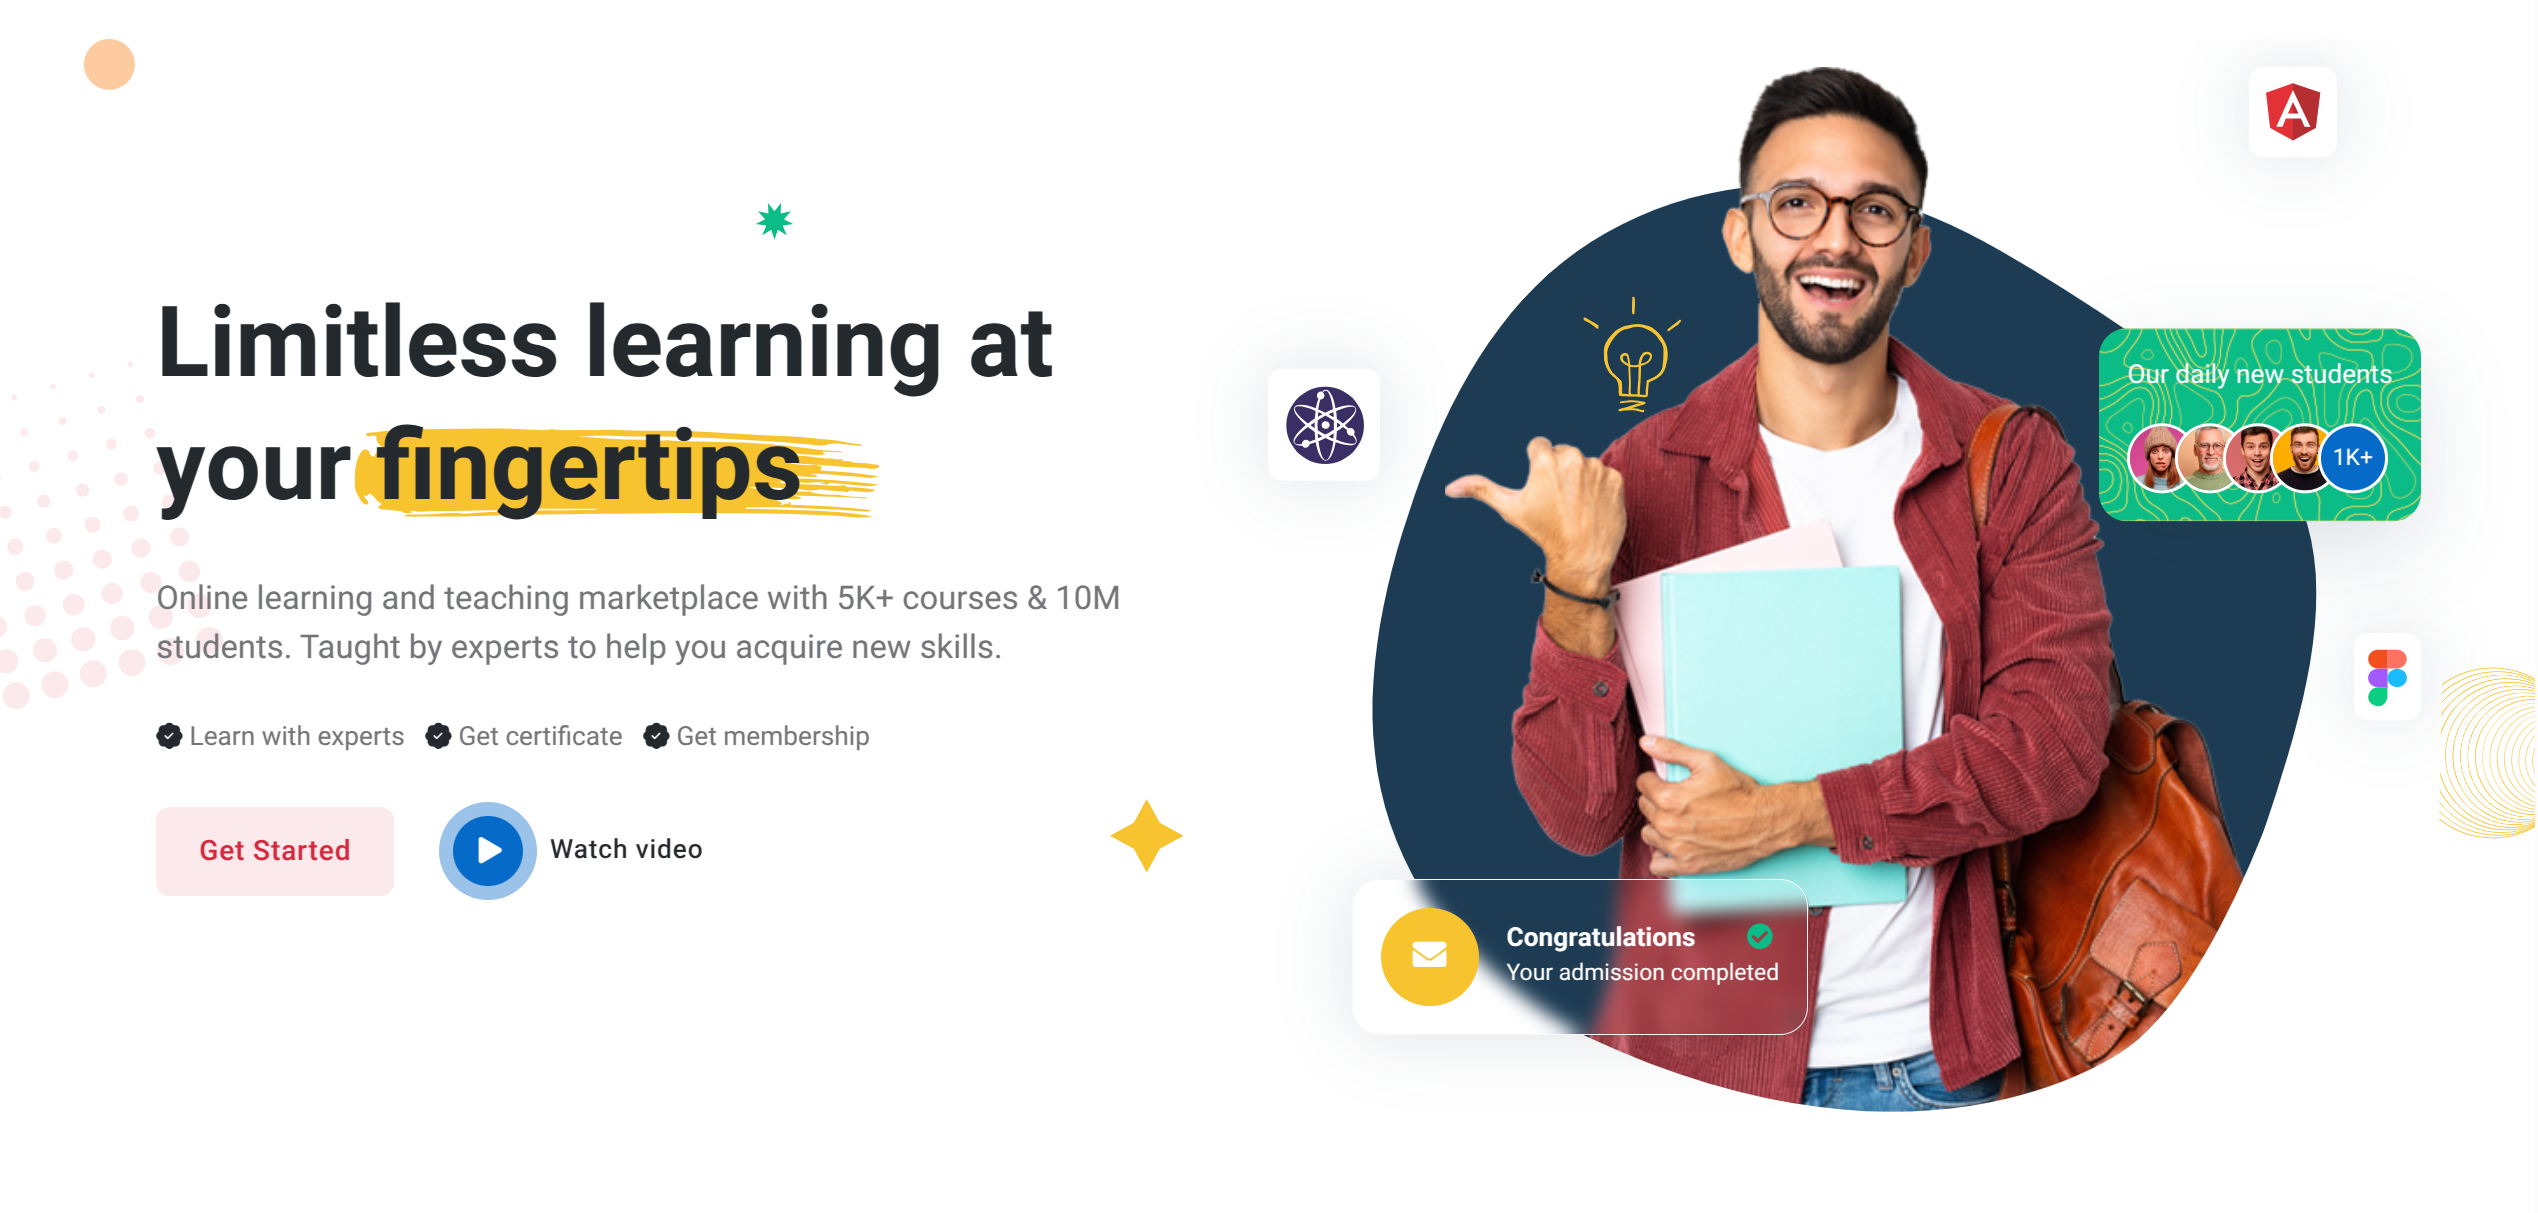 Limitless learning at
your fingertips
Online learning and teaching marketplace with 5K+ courses & 10M
students. Taught by experts to help you acquire new skills.
Learn with experts Get certificate Get membership
Get Started Watch video
A
Our daily new students
1K+
Congratulations
Your admission completed